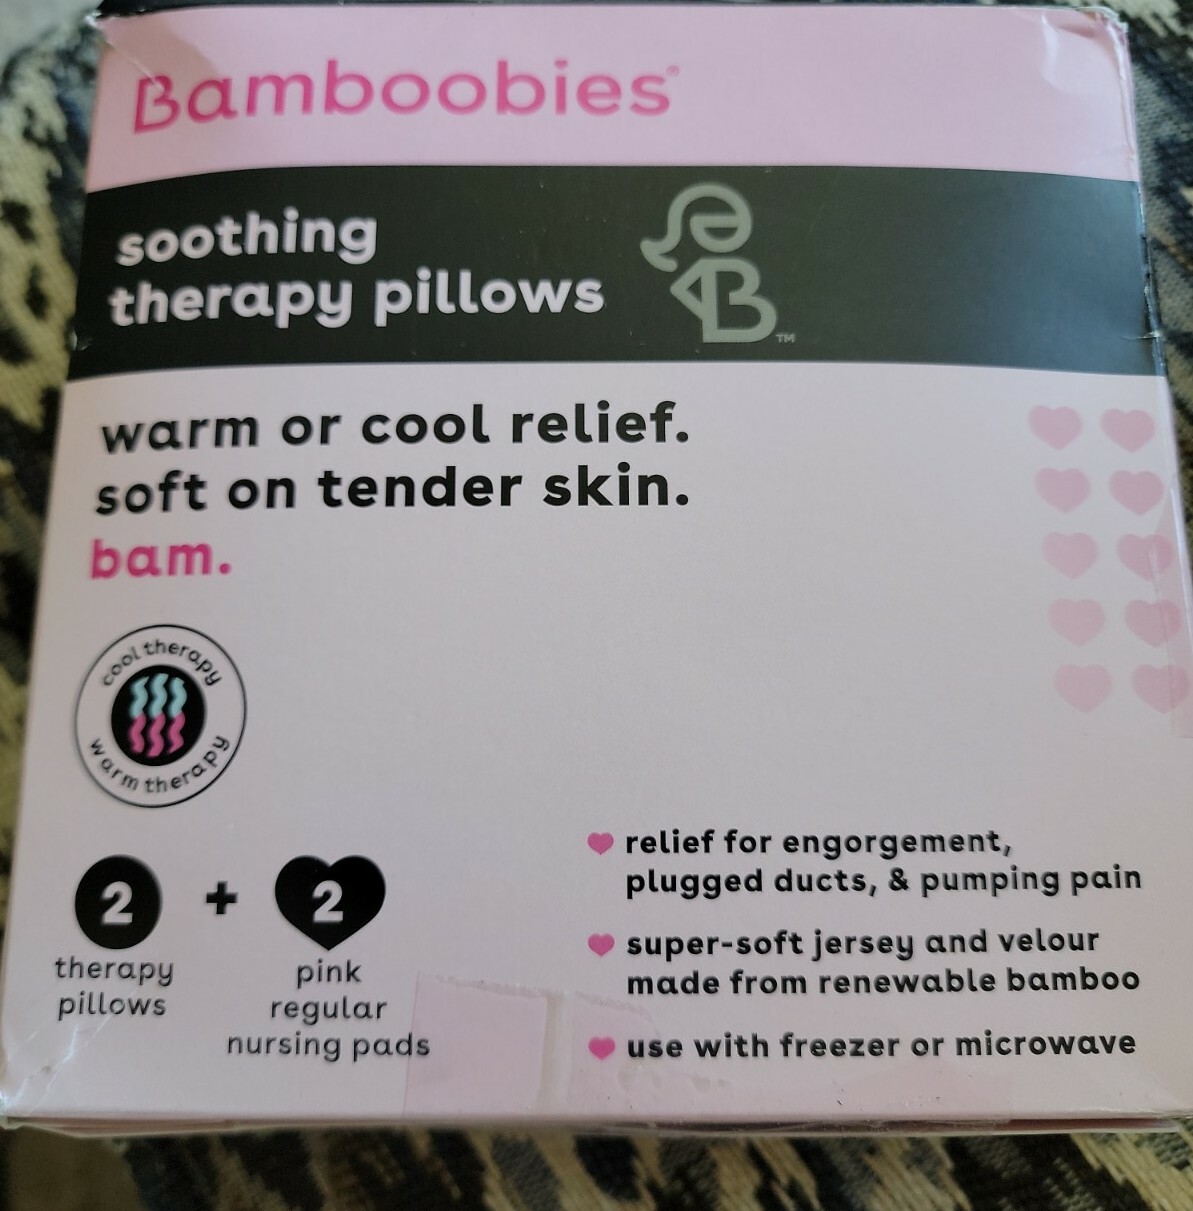 Bamboobies®
soothing
therapy pillows
B™
warm or cool relief.
soft on tender skin.
bam.
cool therapy
warm therapy
2 + 2
therapy
pillows
pink
regular
nursing pads
relief for engorgement,
plugged ducts, & pumping pain
super-soft jersey and velour
made from renewable bamboo
use with freezer or microwave